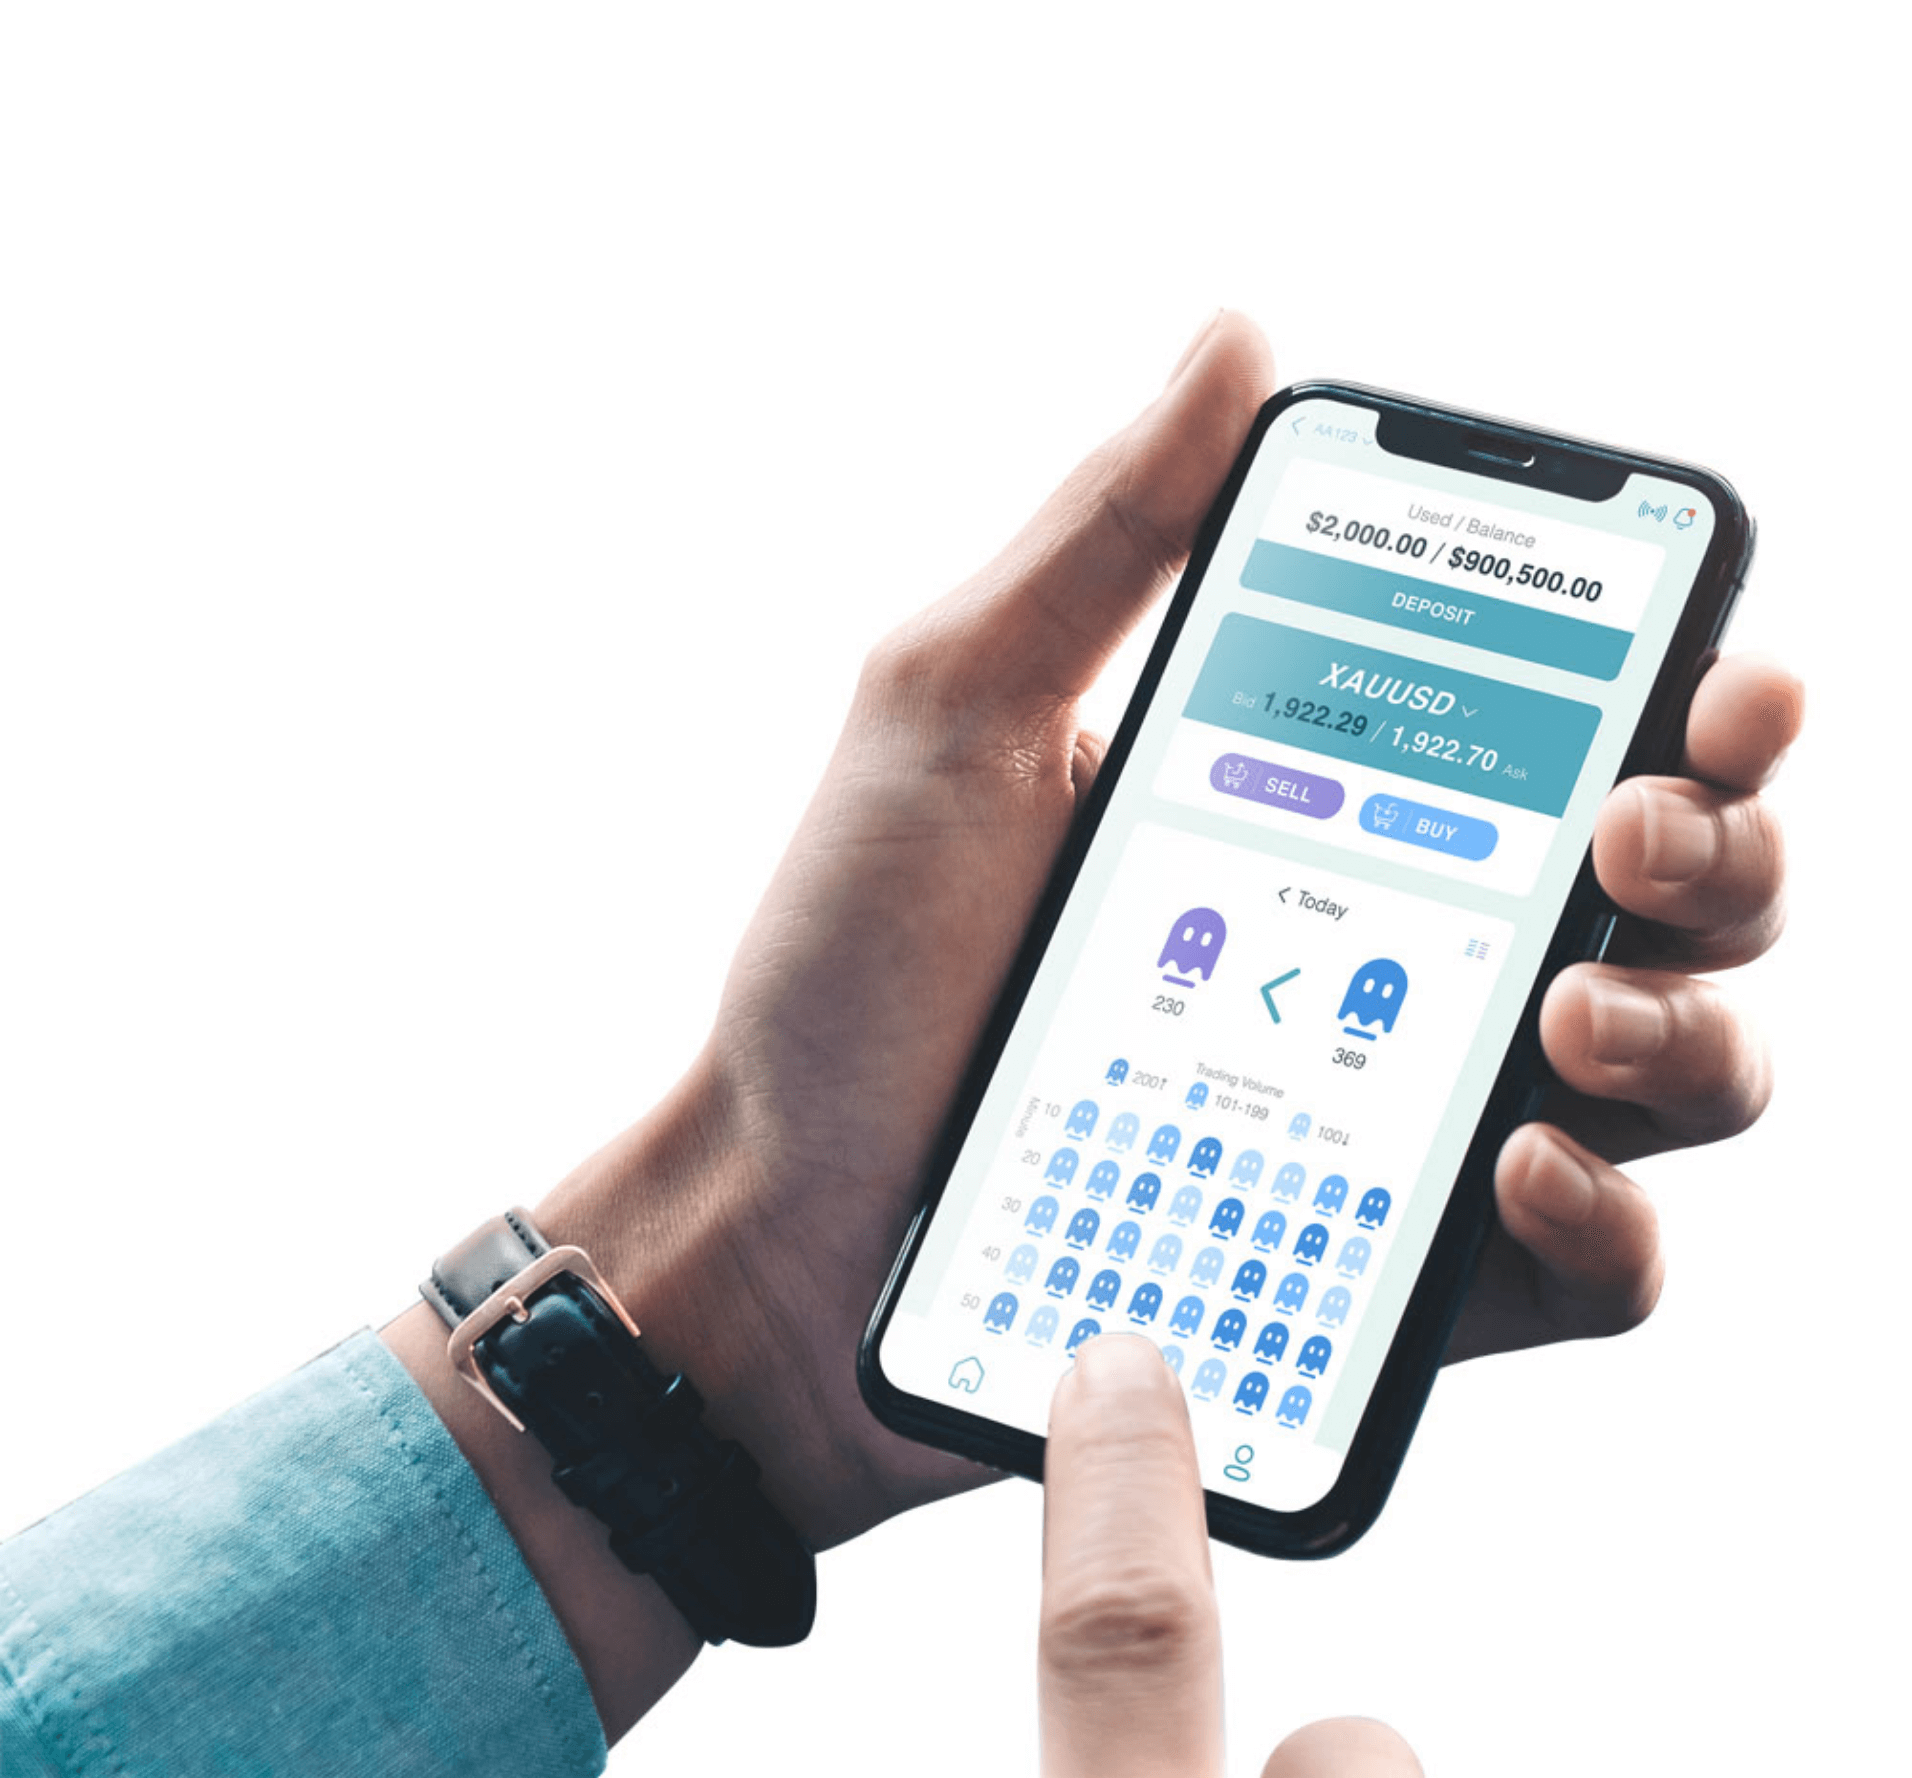 AA123
Used / Balance
$2,000.00 / $900,500.00
DEPOSIT
XAUUSD
Bid 1,922.29 / 1,922.70 Ask
SELL
BUY
Today
230
369
Trading Volume
200↑
101-199
100↓
Minute
10
20
30
40
50